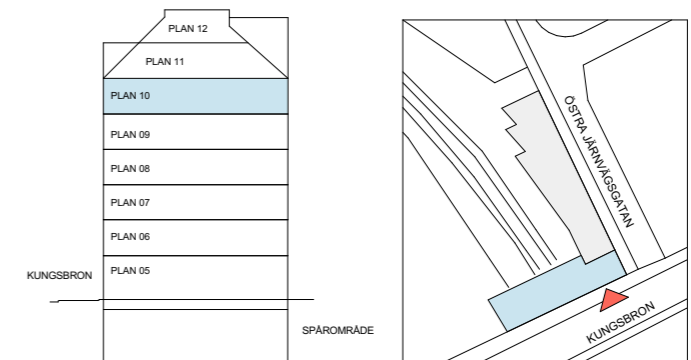 PLAN 12
PLAN 11
PLAN 10
PLAN 09
PLAN 08
PLAN 07
PLAN 06
PLAN 05
KUNGSBRON
SPÅROMRÅDE
ÖSTRA JÄRNVÄGSGATAN
KUNGSBRON